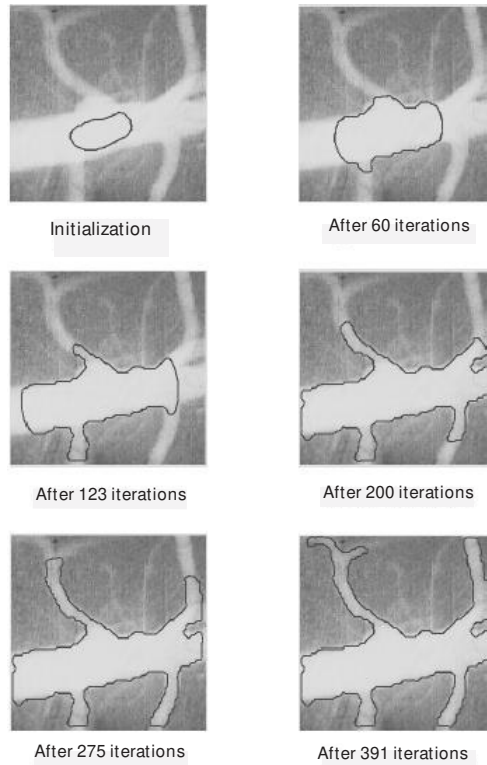 Initialization
After 60 iterations
After 123 iterations
After 200 iterations
After 275 iterations
After 391 iterations